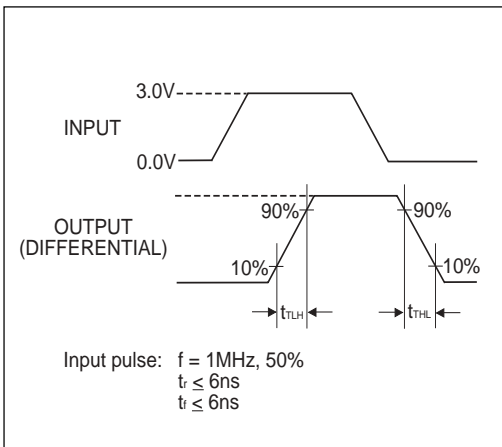 3.0V
INPUT
0.0V
OUTPUT
(DIFFERENTIAL)
90%
90%
10%
10%
tTLH
tTHL
Input pulse: f = 1MHz, 50%
tr ≤ 6ns
tf ≤ 6ns